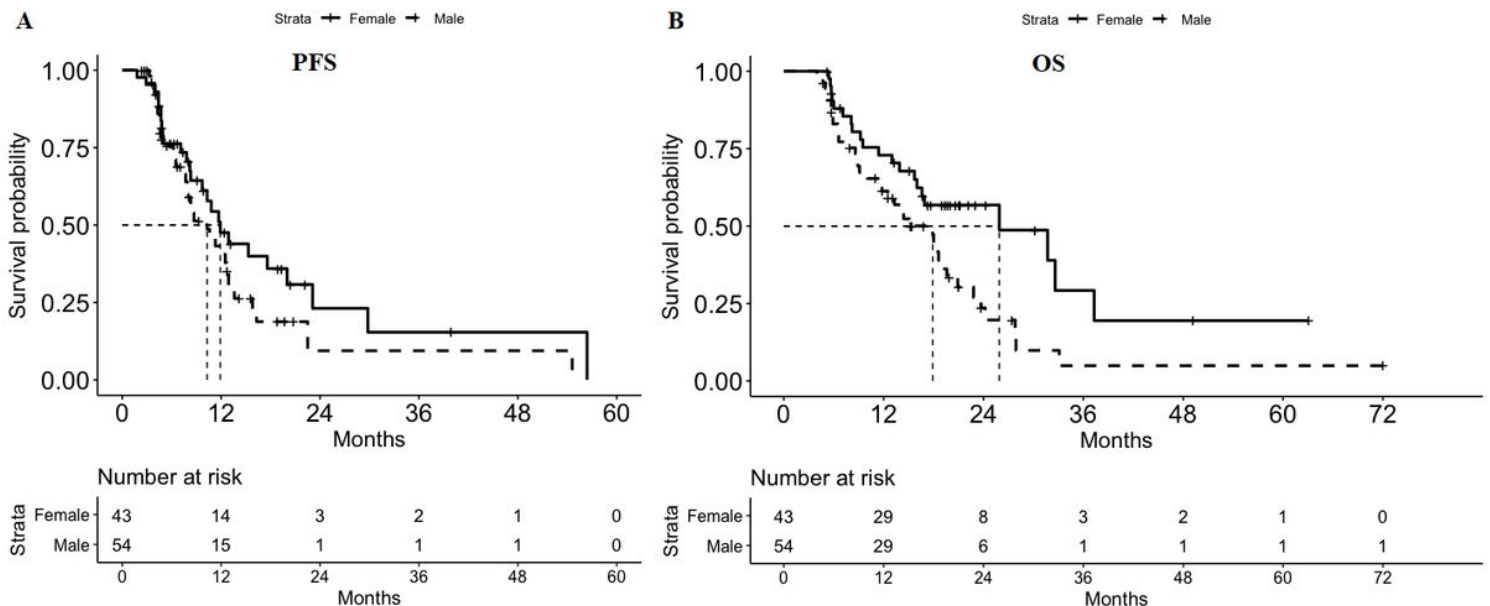 A
Strata Female Male
PFS
Survival probability
1.00
0.75
0.50
0.25
0.00
0 12 24 36 48 60
Months
Number at risk
Strata
Female 43 14 3 2 1 0
Male 54 15 1 1 1 0
0 12 24 36 48 60
Months
B
Strata Female Male
OS
Survival probability
1.00
0.75
0.50
0.25
0.00
0 12 24 36 48 60 72
Months
Number at risk
Strata
Female 43 29 8 3 2 1 0
Male 54 29 6 1 1 1 1
0 12 24 36 48 60 72
Months